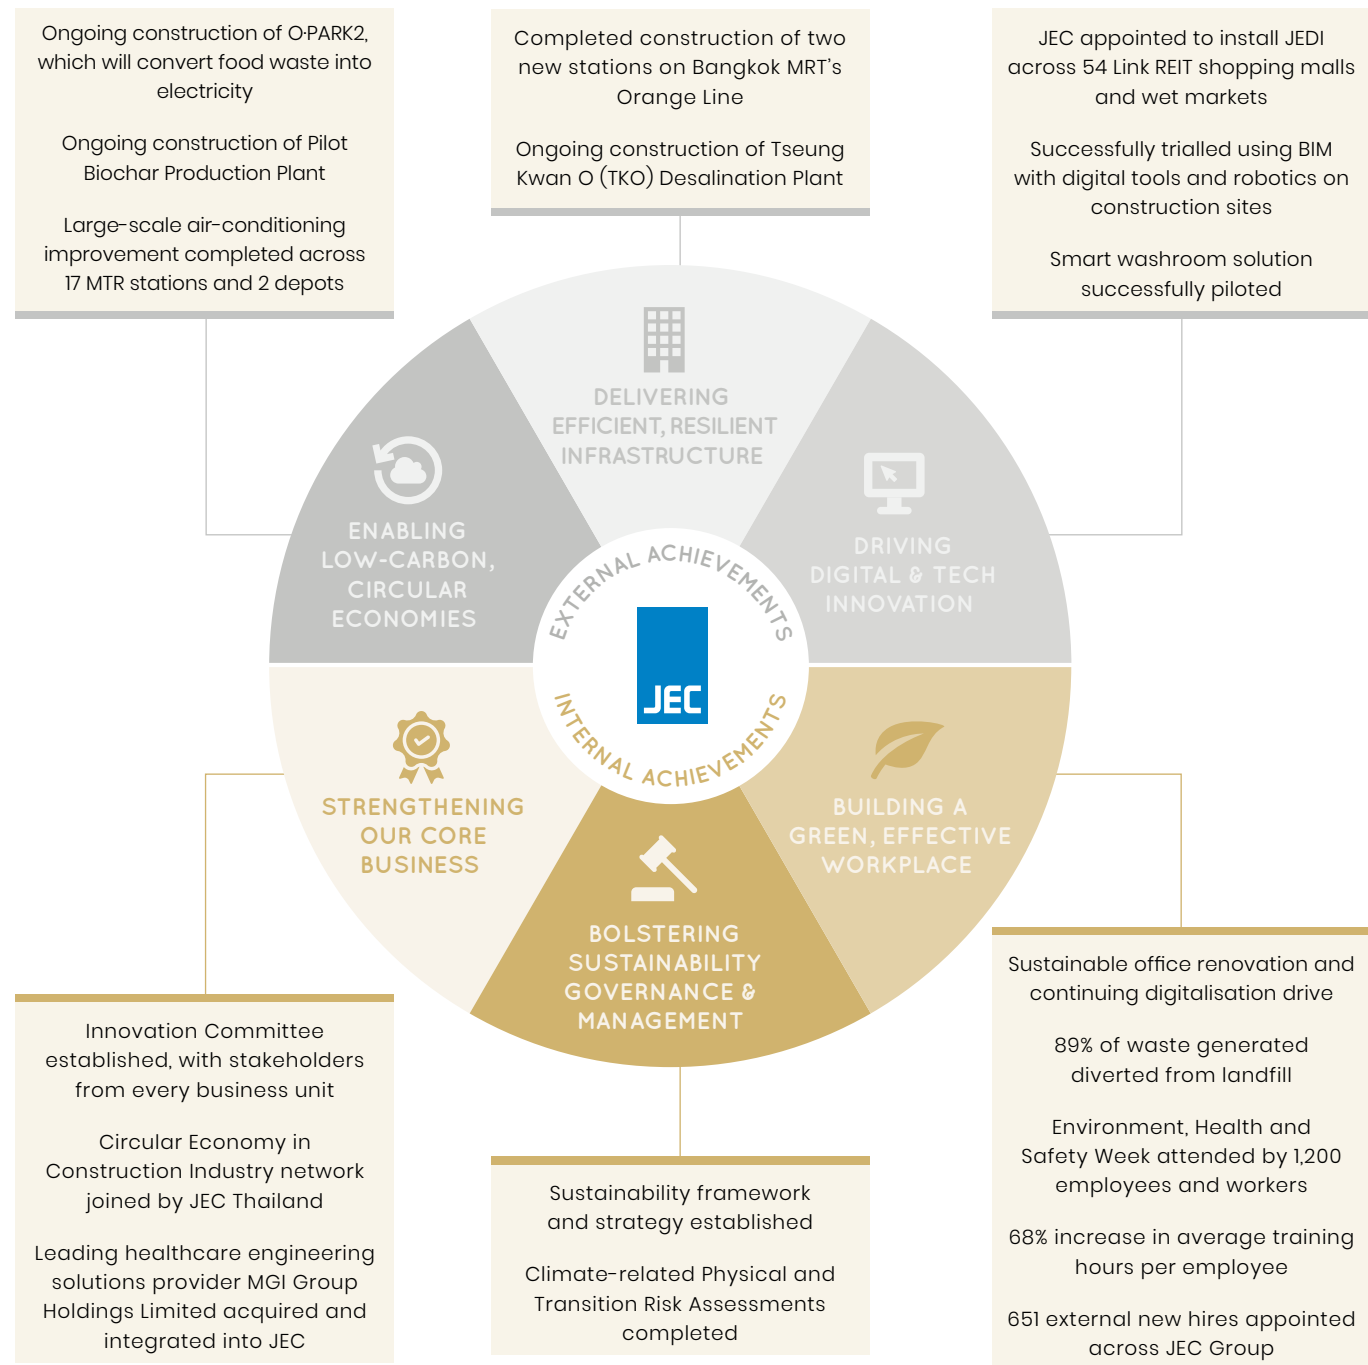 Ongoing construction of O·PARK2,
which will convert food waste into
electricity
Ongoing construction of Pilot
Biochar Production Plant
Large-scale air-conditioning
improvement completed across
17 MTR stations and 2 depots
Completed construction of two
new stations on Bangkok MRT's
Orange Line
Ongoing construction of Tseung
Kwan O (TKO) Desalination Plant
JEC appointed to install JEDI
across 54 Link REIT shopping malls
and wet markets
Successfully trialled using BIM
with digital tools and robotics on
construction sites
Smart washroom solution
successfully piloted
ENABLING
LOW-CARBON,
CIRCULAR
ECONOMIES
DELIVERING
EFFICIENT, RESILIENT
INFRASTRUCTURE
DRIVING
DIGITAL & TECH
INNOVATION
EXTERNAL ACHIEVEMENTS
JEC
INTERNAL ACHIEVEMENTS
STRENGTHENING
OUR CORE
BUSINESS
BOLSTERING
SUSTAINABILITY
GOVERNANCE &
MANAGEMENT
BUILDING A
GREEN, EFFECTIVE
WORKPLACE
Innovation Committee
established, with stakeholders
from every business unit
Circular Economy in
Construction Industry network
joined by JEC Thailand
Leading healthcare engineering
solutions provider MGI Group
Holdings Limited acquired and
integrated into JEC
Sustainability framework
and strategy established
Climate-related Physical and
Transition Risk Assessments
completed
Sustainable office renovation and
continuing digitalisation drive
89% of waste generated
diverted from landfill
Environment, Health and
Safety Week attended by 1,200
employees and workers
68% increase in average training
hours per employee
651 external new hires appointed
across JEC Group